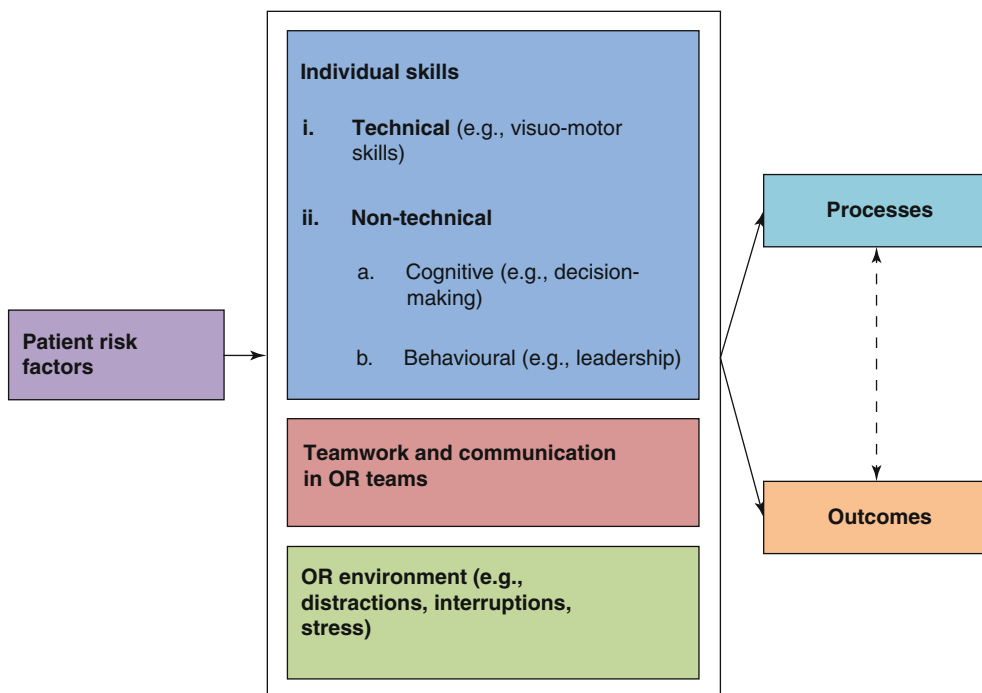 Individual skills
i. Technical (e.g., visuo-motor
skills)
ii. Non-technical
a. Cognitive (e.g., decision-
making)
b. Behavioural (e.g., leadership)
Patient risk
factors
Teamwork and communication
in OR teams
OR environment (e.g.,
distractions, interruptions,
stress)
Processes
Outcomes